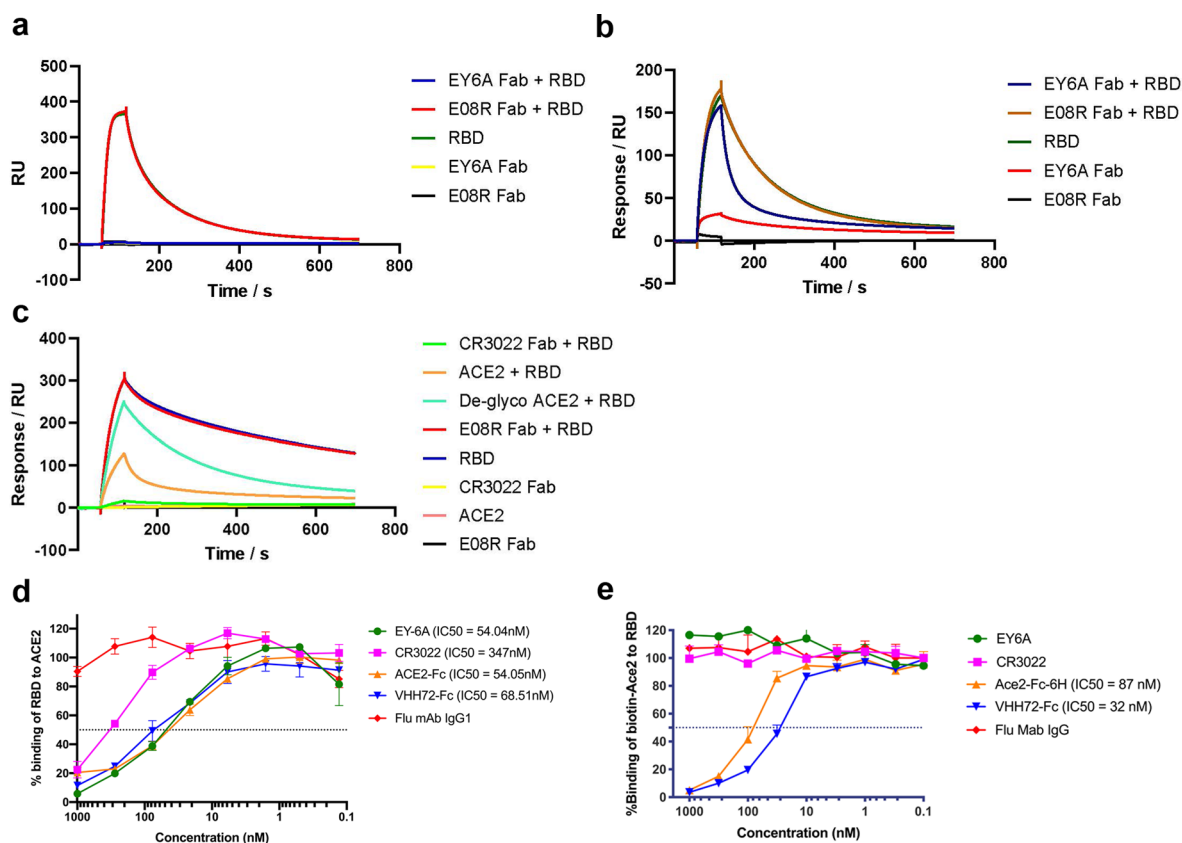 a
RU
500
400
300
200
100
0
-100
200
400
600
800
Time / s
EY6A Fab + RBD
E08R Fab + RBD
RBD
EY6A Fab
E08R Fab
b
Response / RU
200
150
100
50
0
-50
200
400
600
800
Time / s
EY6A Fab + RBD
E08R Fab + RBD
RBD
EY6A Fab
E08R Fab
c
Response / RU
400
300
200
100
0
-100
200
400
600
800
Time / s
CR3022 Fab + RBD
ACE2 + RBD
De-glyco ACE2 + RBD
E08R Fab + RBD
RBD
CR3022 Fab
ACE2
E08R Fab
d
% binding of RBD to ACE2
120
100
80
60
40
20
0
1000
100
10
1
0.1
Concentration (nM)
EY-6A (IC50 = 54.04nM)
CR3022 (IC50 = 347nM)
ACE2-Fc (IC50 = 54.05nM)
VHH72-Fc (IC50 = 68.51nM)
Flu mAb IgG1
e
%Binding of biotin-Ace2 to RBD
120
100
80
60
40
20
0
1000
100
10
1
0.1
Concentration (nM)
EY6A
CR3022
Ace2-Fc-6H (IC50 = 87 nM)
VHH72-Fc (IC50 = 32 nM)
Flu Mab IgG